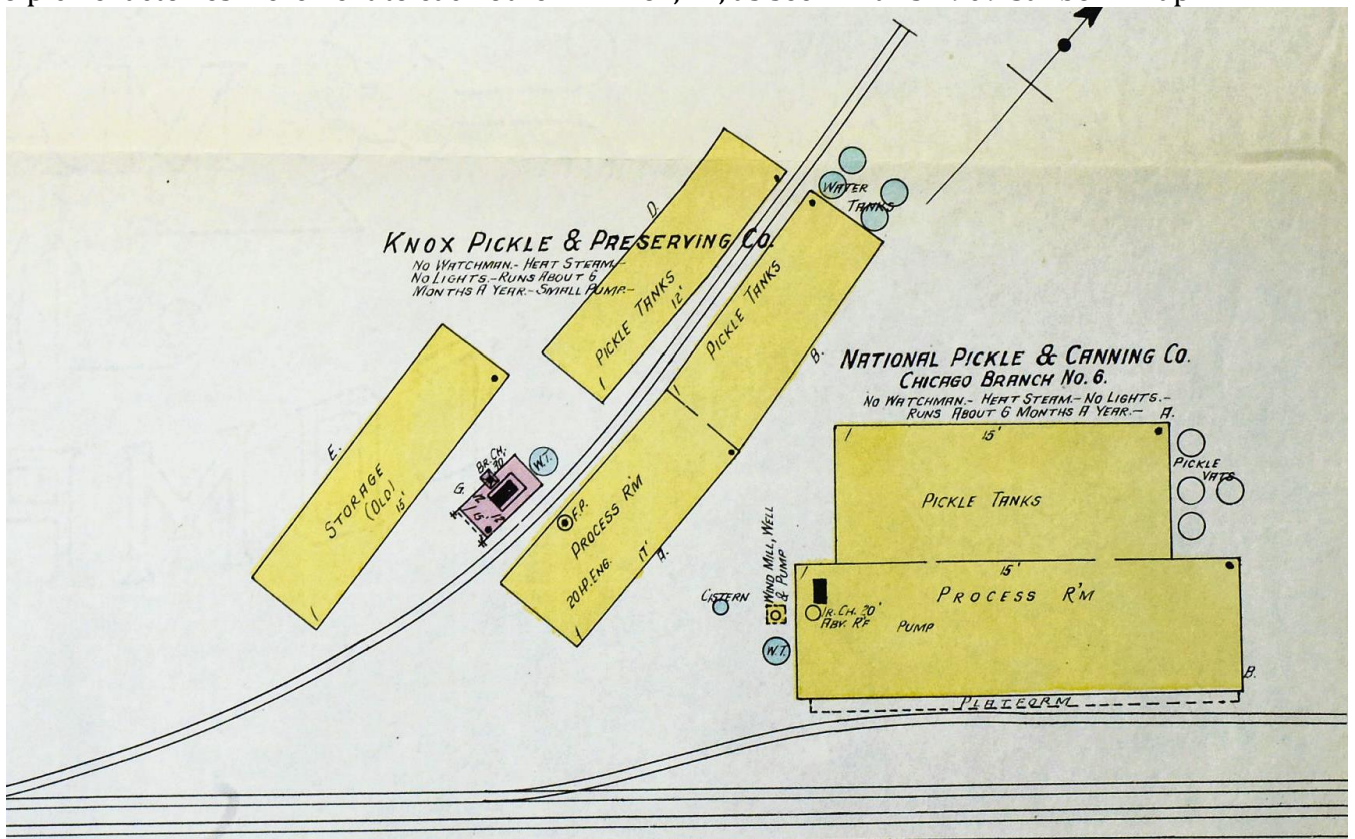 KNOX PICKLE & PRESERVING CO.
NO WATCHMAN.- HEAT STEAM.-
NO LIGHTS.-RUNS ABOUT 6
MONTHS A YEAR.-SMALL PUMP.-
D.
PICKLE TANKS
12'
1
WATER
TANKS
PICKLE TANKS
1
B.
E.
STORAGE
(OLD)
15'
1
BR.CH.
30'
W.T.
G.
F.P.
PROCESS R'M
20 HP. ENG.
17'
A.
1
NATIONAL PICKLE & CANNING CO.
CHICAGO BRANCH NO. 6.
NO WATCHMAN.- HEAT STEAM.-NO LIGHTS.-
RUNS ABOUT 6 MONTHS A YEAR.-
A.
1
15'
PICKLE TANKS
PICKLE
VATS
WIND MILL, WELL
& PUMP
CISTERN
W.T.
1
15'
PROCESS R'M
IR. CH. 20'
ABV. R'F
PUMP
B.
PLATFORM